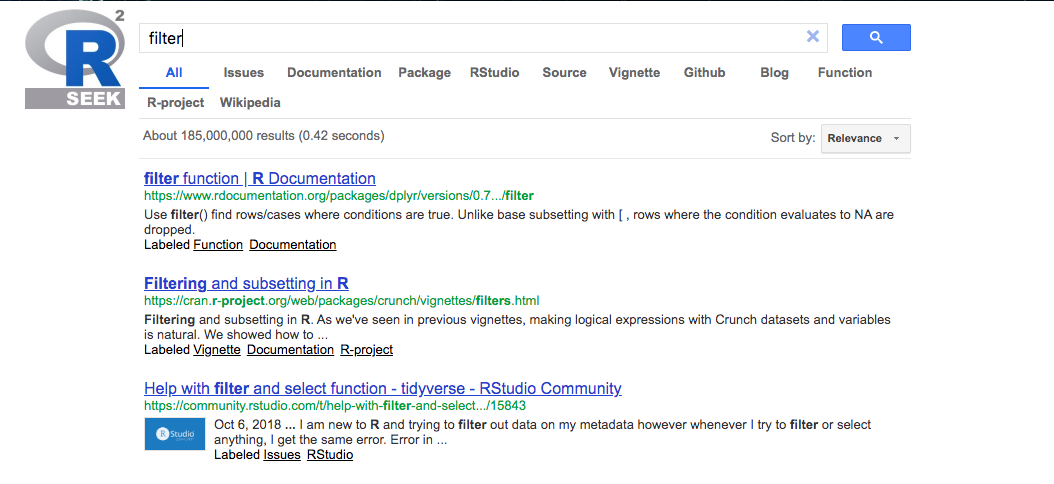 R 2
SEEK
filter
All Issues Documentation Package RStudio Source Vignette Github Blog Function
R-project Wikipedia
About 185,000,000 results (0.42 seconds)
Sort by: Relevance
filter function | R Documentation
https://www.rdocumentation.org/packages/dplyr/versions/0.7.../filter
Use filter() find rows/cases where conditions are true. Unlike base subsetting with [ , rows where the condition evaluates to NA are
dropped.
Labeled Function Documentation
Filtering and subsetting in R
https://cran.r-project.org/web/packages/crunch/vignettes/filters.html
Filtering and subsetting in R. As we've seen in previous vignettes, making logical expressions with Crunch datasets and variables
is natural. We showed how to ...
Labeled Vignette Documentation R-project
Help with filter and select function - tidyverse - RStudio Community
https://community.rstudio.com/t/help-with-filter-and-select.../15843
R Studio
Oct 6, 2018 ... I am new to R and trying to filter out data on my metadata however whenever I try to filter or select
anything, I get the same error. Error in ...
Labeled Issues RStudio